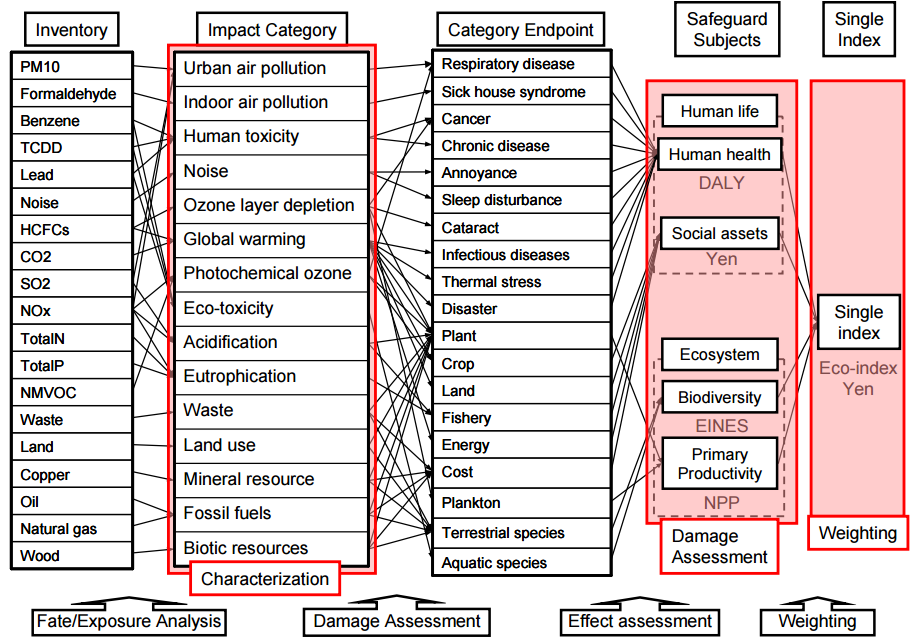 Inventory
Impact Category
Category Endpoint
Safeguard
Subjects
Single
Index
PM10
Formaldehyde
Benzene
TCDD
Lead
Noise
HCFCs
CO2
SO2
NOx
TotalN
TotalP
NMVOC
Waste
Land
Copper
Oil
Natural gas
Wood
Urban air pollution
Indoor air pollution
Human toxicity
Noise
Ozone layer depletion
Global warming
Photochemical ozone
Eco-toxicity
Acidification
Eutrophication
Waste
Land use
Mineral resource
Fossil fuels
Biotic resources
Characterization
Respiratory disease
Sick house syndrome
Cancer
Chronic disease
Annoyance
Sleep disturbance
Cataract
Infectious diseases
Thermal stress
Disaster
Plant
Crop
Land
Fishery
Energy
Cost
Plankton
Terrestrial species
Aquatic species
Human life
Human health
DALY
Social assets
Yen
Ecosystem
Biodiversity
EINES
Primary
Productivity
NPP
Damage
Assessment
Single
index
Eco-index
Yen
Weighting
Fate/Exposure Analysis
Damage Assessment
Effect assessment
Weighting